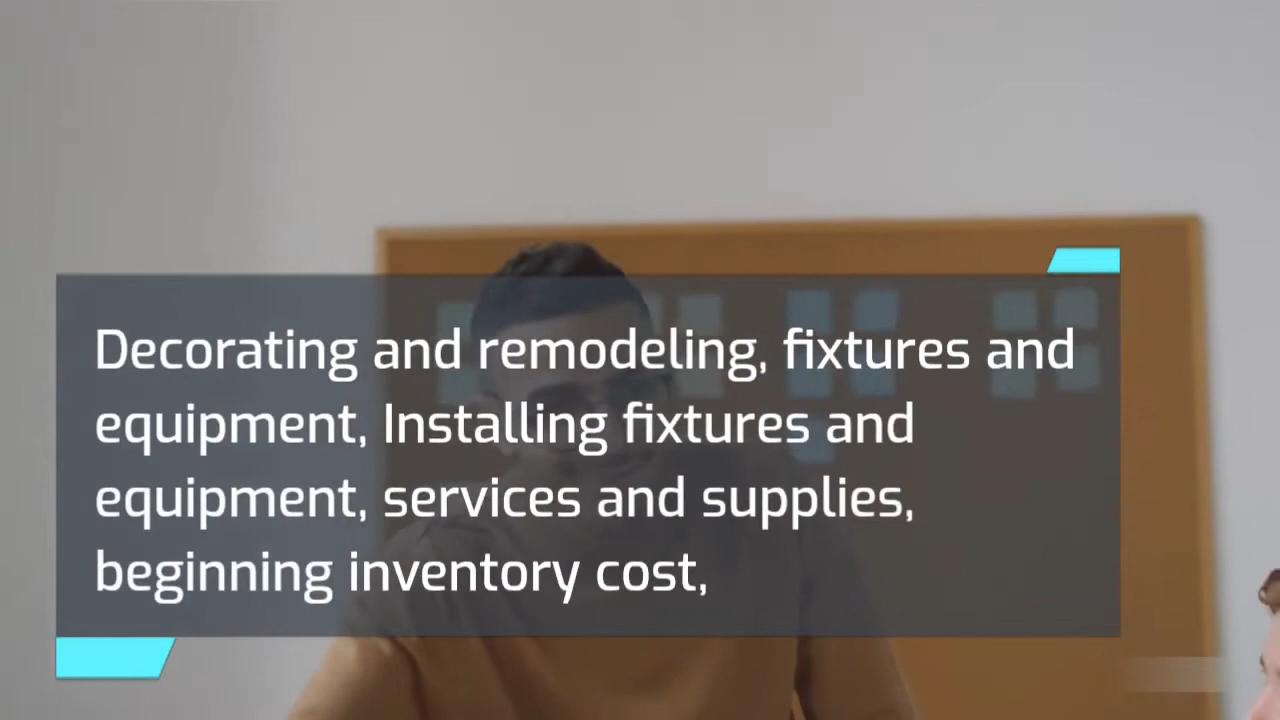 Decorating and remodeling, fixtures and
equipment, Installing fixtures and
equipment, services and supplies,
beginning inventory cost,